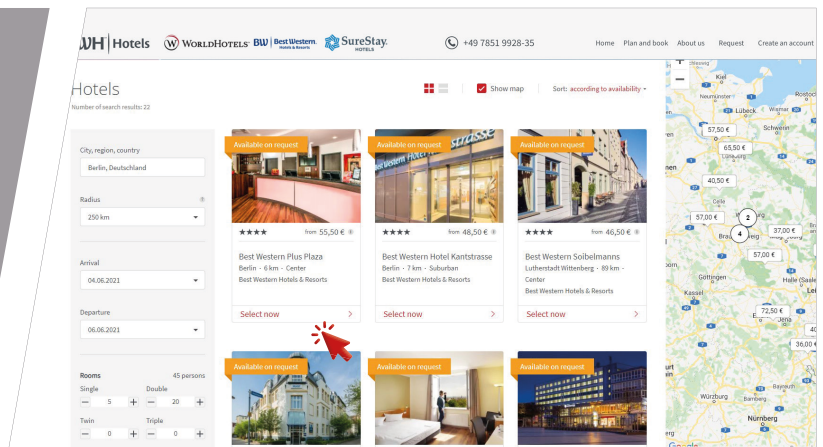 WH Hotels WORLDHOTELS BW Best Western Hotels & Resorts SureStay HOTELS
+49 7851 9928-35
Home Plan and book About us Request Create an account
Hotels
Number of search results: 22
Show map
Sort: according to availability
City, region, country
Berlin, Deutschland
Radius
250 km
Arrival
04.06.2021
Departure
06.06.2021
Rooms 45 persons
Single Double
— 5 + — 20 +
Twin Triple
— 0 + — 0 +
Available on request
★★★★ from 55,50 €
Best Western Plus Plaza
Berlin - 6 km - Center
Best Western Hotels & Resorts
Select now >
Available on request
STRASSE
★★★★ from 48,50 €
Best Western Hotel Kantstrasse
Berlin - 7 km - Suburban
Best Western Hotels & Resorts
Select now >
Available on request
★★★★ from 46,50 €
Best Western Soibelmanns
Lutherstadt Wittenberg - 89 km -
Center
Best Western Hotels & Resorts
Select now >
Available on request
Available on request
Available on request
+
—
Kiel
Neumünster
Rostoc
Lübeck
Wismar
57,50 €
Schwerin
65,50 €
40,50 €
Celle
57,00 €
2
4
37,00 €
57,00 €
Göttingen
Halle (Saale
Lei
Kassel
72,50 €
Jena
40
36,00 €
Würzburg
Bamberg
Bayreuth
Nürnberg
Google